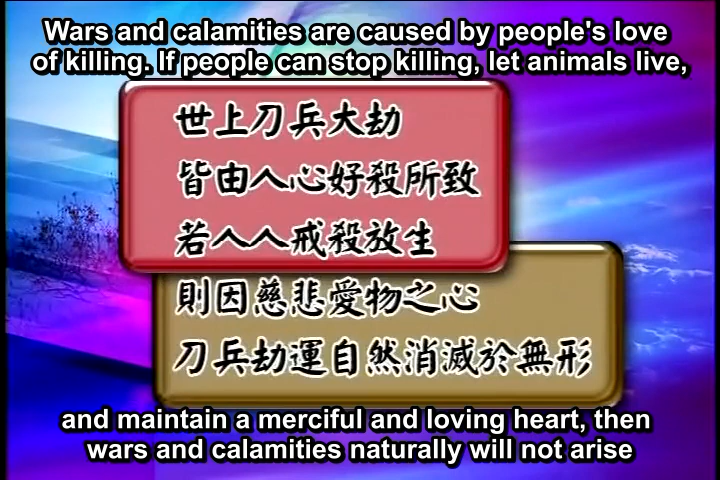 Wars and calamities are caused by people's love
of killing. If people can stop killing, let animals live,
世上刀兵大劫
皆由人心好殺所致
若人人戒殺放生
則因慈悲愛物之心
刀兵劫運自然消滅於無形
and maintain a merciful and loving heart, then
wars and calamities naturally will not arise